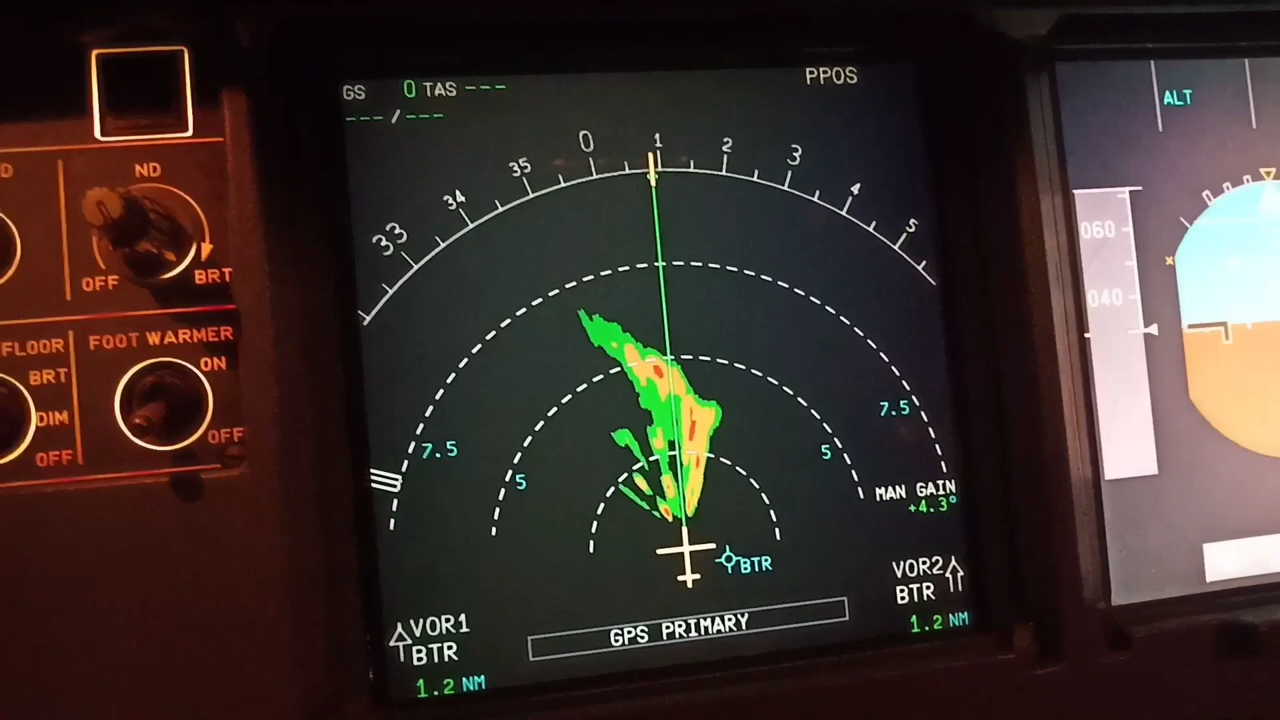 D
ND
OFF
BRT
FLOOR
FOOT WARMER
BRT
ON
DIM
OFF
OFF
GS 0 TAS ---
--- / ---
PPOS
33 34 35 0 1 2 3 4 5
7.5
7.5
5
5
MAN GAIN
+4.3°
BTR
VOR2
BTR
1.2 NM
VOR1
BTR
1.2 NM
GPS PRIMARY
ALT
060
040